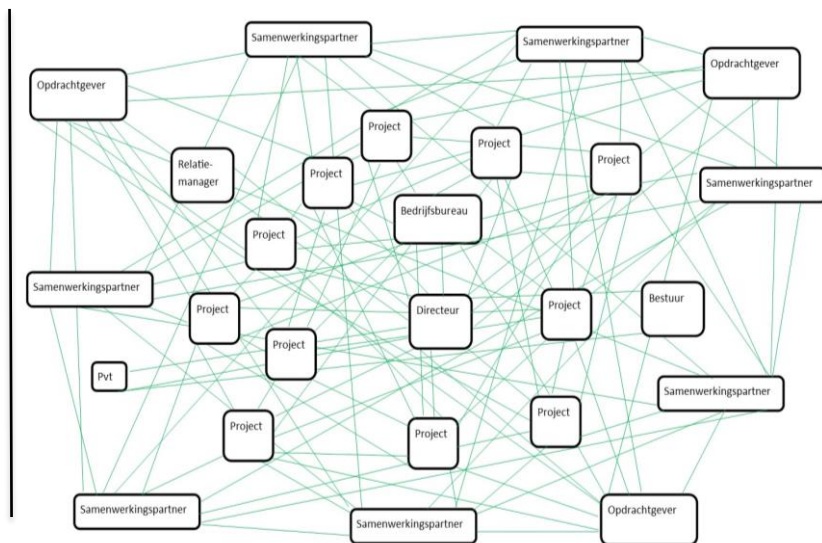 Samenwerkingspartner
Samenwerkingspartner
Opdrachtgever
Opdrachtgever
Project
Project
Project
Relatie-
manager
Project
Samenwerkingspartner
Bedrijfsbureau
Project
Samenwerkingspartner
Project
Directeur
Project
Bestuur
Project
Pvt
Samenwerkingspartner
Project
Project
Project
Samenwerkingspartner
Samenwerkingspartner
Opdrachtgever